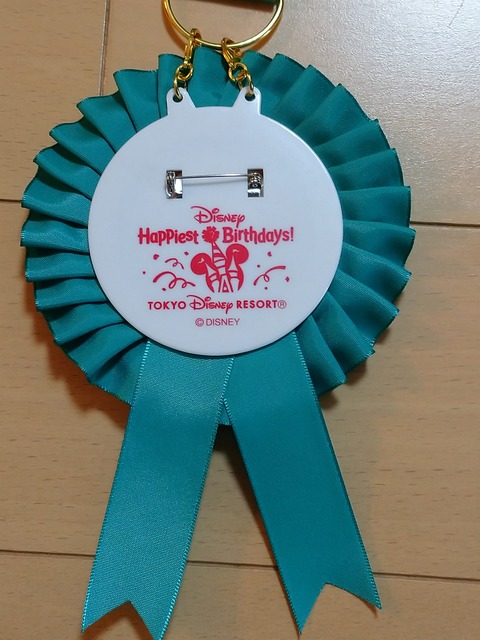 Disney
Happiest Birthdays!
TOKYO Disney RESORT®
© DISNEY